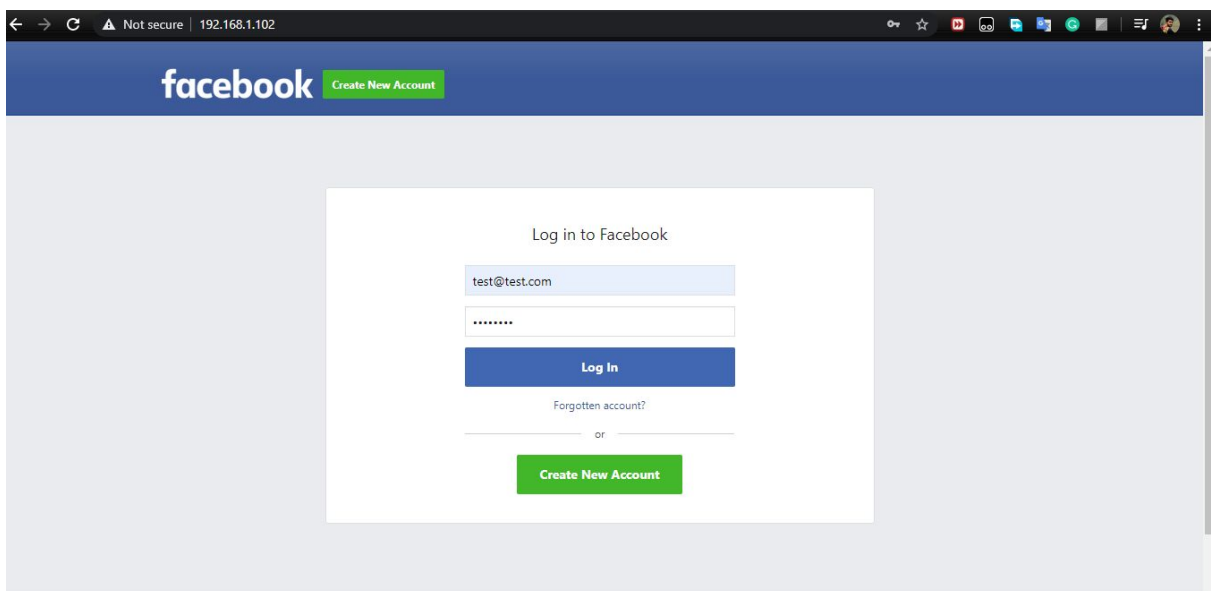 Not secure | 192.168.1.102
facebook Create New Account
Log in to Facebook
test@test.com
••••••••
Log In
Forgotten account?
or
Create New Account